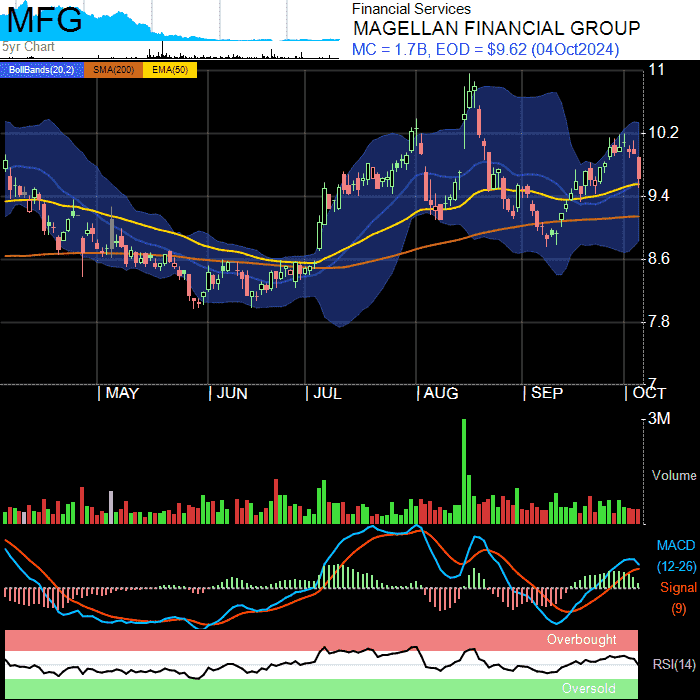 MFG
5yr Chart
Financial Services
MAGELLAN FINANCIAL GROUP
MC = 1.7B, EOD = $9.62 (04Oct2024)
BollBands(20,2) SMA(200) EMA(50)
11
10.2
9.4
8.6
7.8
7
MAY JUN JUL AUG SEP OCT
3M
Volume
MACD
(12-26)
Signal
(9)
Overbought
RSI(14)
Oversold